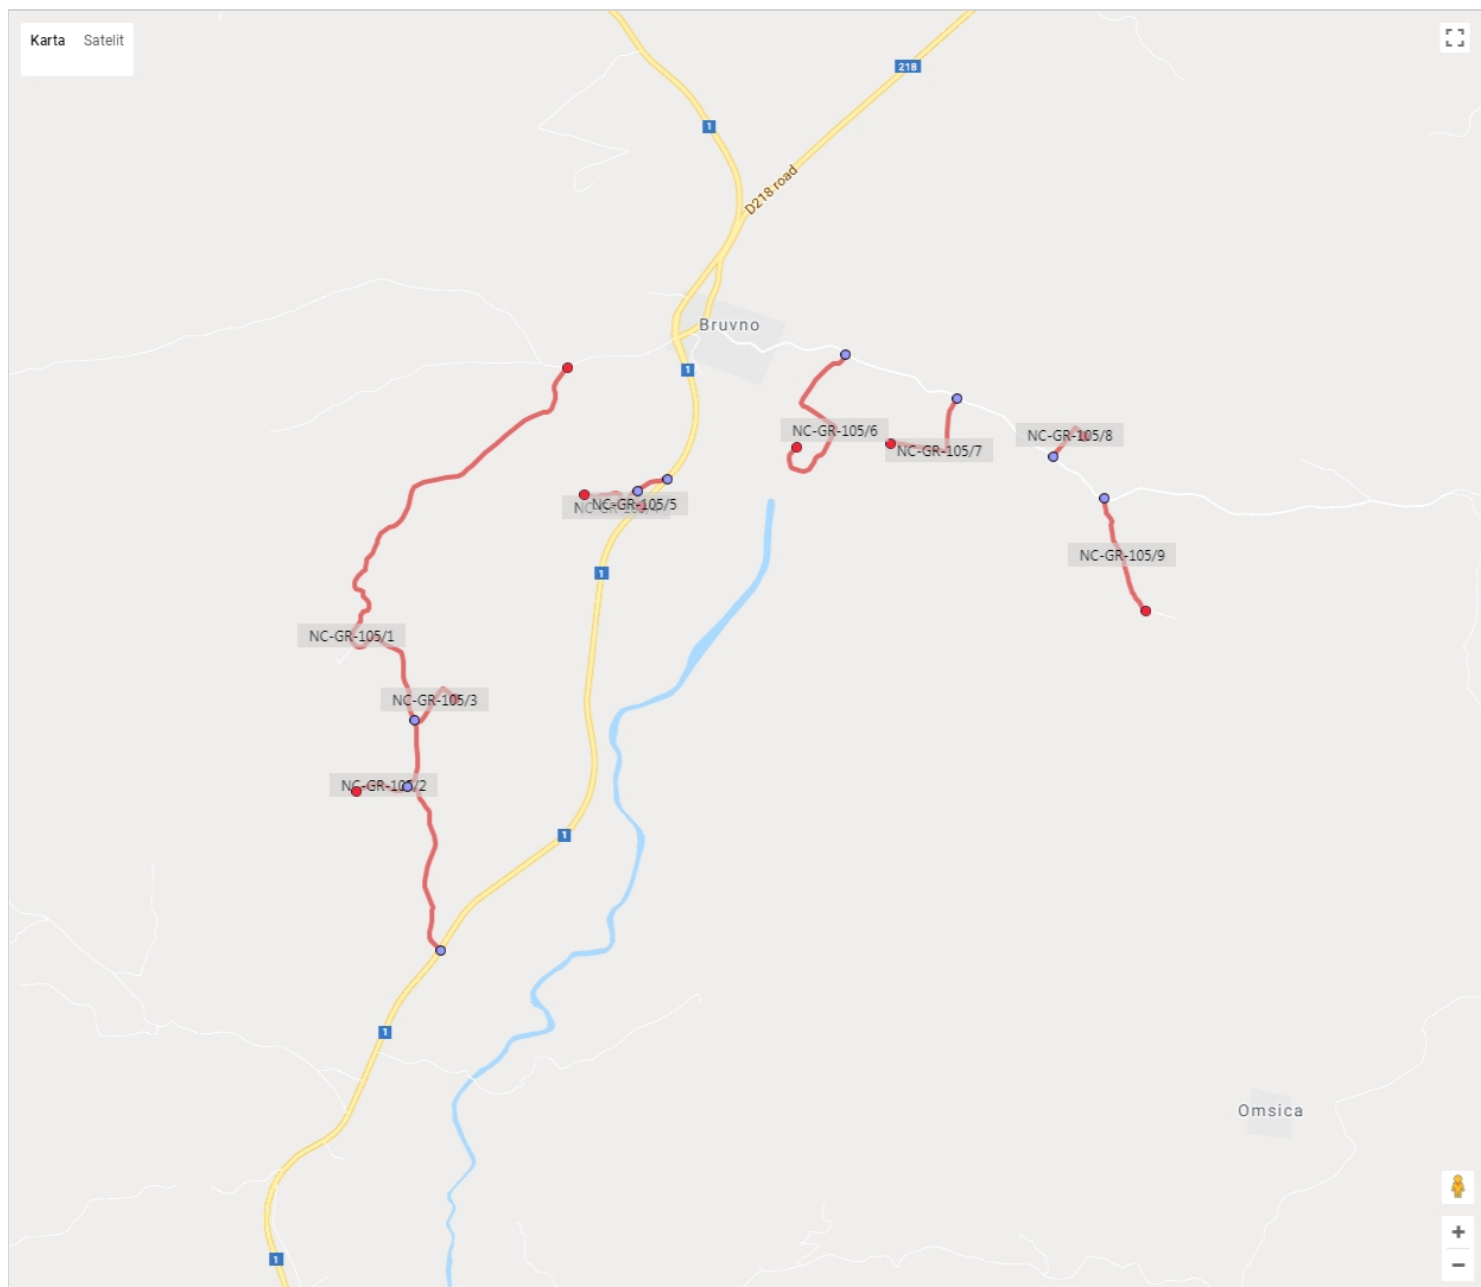 Karta Satelit
218
1
D218 road
Bruvno
1
NC-GR-105/6
NC-GR-105/8
NC-GR-105/7
NC-GR-105/5
NC-GR-105/9
1
NC-GR-105/1
NC-GR-105/3
NC-GR-105/2
1
1
Omsica
1